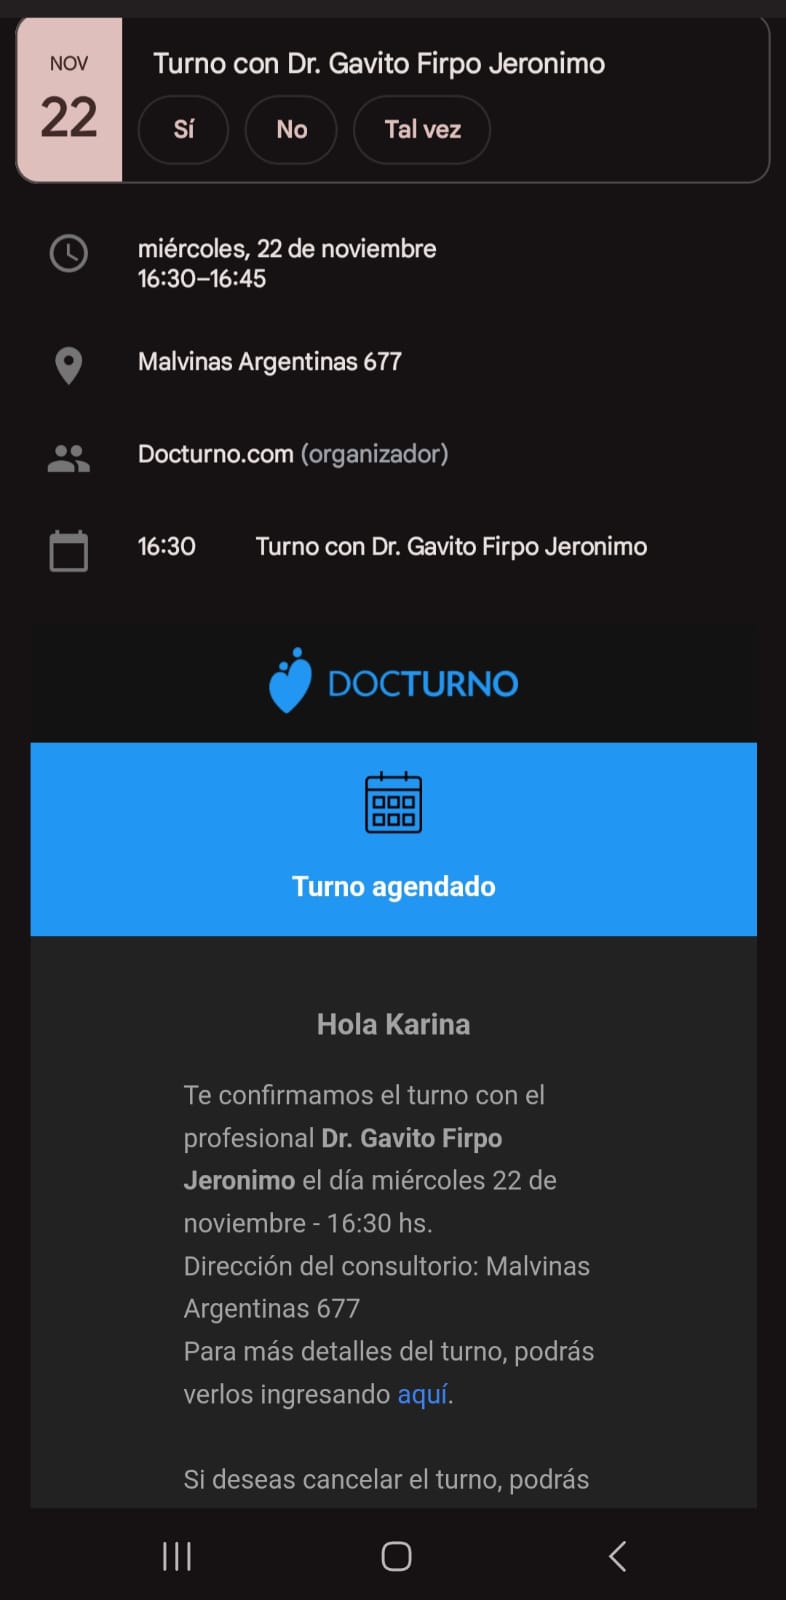 NOV
22
Turno con Dr. Gavito Firpo Jeronimo
Sí No Tal vez
miércoles, 22 de noviembre
16:30–16:45
Malvinas Argentinas 677
Docturno.com (organizador)
16:30 Turno con Dr. Gavito Firpo Jeronimo
DOCTURNO
Turno agendado
Hola Karina
Te confirmamos el turno con el
profesional Dr. Gavito Firpo
Jeronimo el día miércoles 22 de
noviembre - 16:30 hs.
Dirección del consultorio: Malvinas
Argentinas 677
Para más detalles del turno, podrás
verlos ingresando aquí.
Si deseas cancelar el turno, podrás